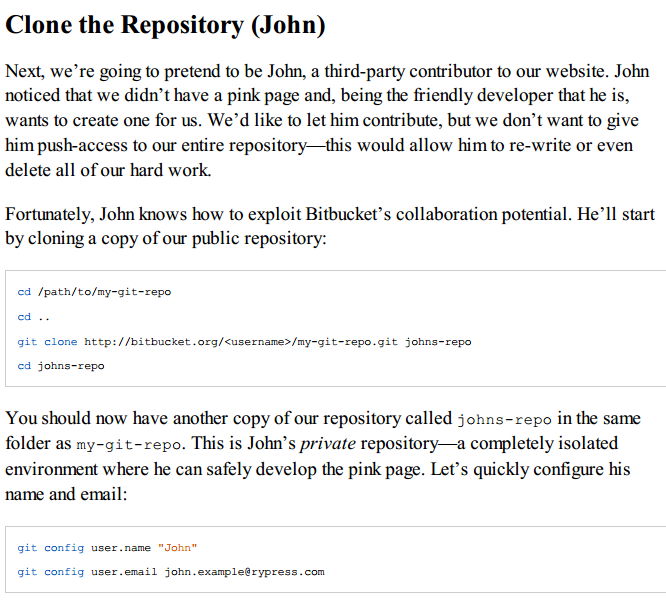 Clone the Repository (John)
Next, we’re going to pretend to be John, a third-party contributor to our website. John
noticed that we didn’t have a pink page and, being the friendly developer that he is,
wants to create one for us. We’d like to let him contribute, but we don’t want to give
him push-access to our entire repository—this would allow him to re-write or even
delete all of our hard work.
Fortunately, John knows how to exploit Bitbucket’s collaboration potential. He’ll start
by cloning a copy of our public repository:
cd /path/to/my-git-repo
cd ..
git clone http://bitbucket.org/<username>/my-git-repo.git johns-repo
cd johns-repo
You should now have another copy of our repository called johns-repo in the same
folder as my-git-repo. This is John’s private repository—a completely isolated
environment where he can safely develop the pink page. Let’s quickly configure his
name and email:
git config user.name "John"
git config user.email john.example@rypress.com